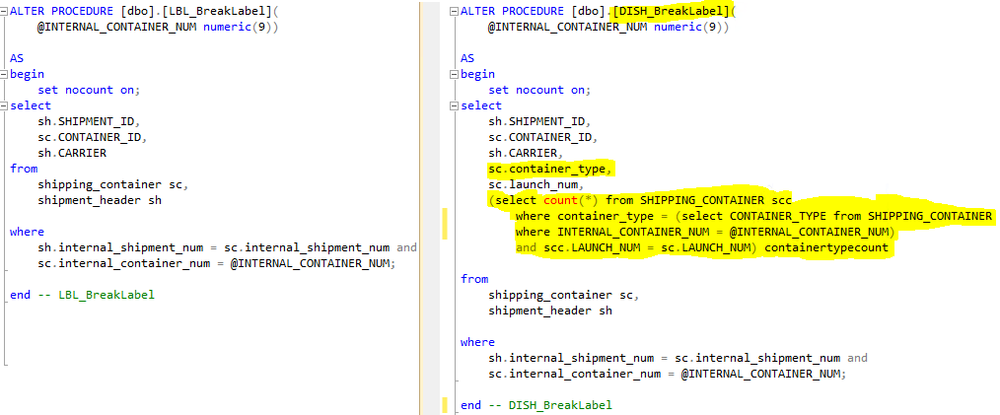 ALTER PROCEDURE [dbo].[LBL_BreakLabel](
@INTERNAL_CONTAINER_NUM numeric(9))
AS
begin
set nocount on;
select
sh.SHIPMENT_ID,
sc.CONTAINER_ID,
sh.CARRIER
from
shipping_container sc,
shipment_header sh
where
sh.internal_shipment_num = sc.internal_shipment_num and
sc.internal_container_num = @INTERNAL_CONTAINER_NUM;
end -- LBL_BreakLabel
ALTER PROCEDURE [dbo].[DISH_BreakLabel](
@INTERNAL_CONTAINER_NUM numeric(9))
AS
begin
set nocount on;
select
sh.SHIPMENT_ID,
sc.CONTAINER_ID,
sh.CARRIER,
sc.container_type,
sc.launch_num,
(select count(*) from SHIPPING_CONTAINER scc
where container_type = (select CONTAINER_TYPE from SHIPPING_CONTAINER
where INTERNAL_CONTAINER_NUM = @INTERNAL_CONTAINER_NUM)
and scc.LAUNCH_NUM = sc.LAUNCH_NUM) containertypecount
from
shipping_container sc,
shipment_header sh
where
sh.internal_shipment_num = sc.internal_shipment_num and
sc.internal_container_num = @INTERNAL_CONTAINER_NUM;
end -- DISH_BreakLabel